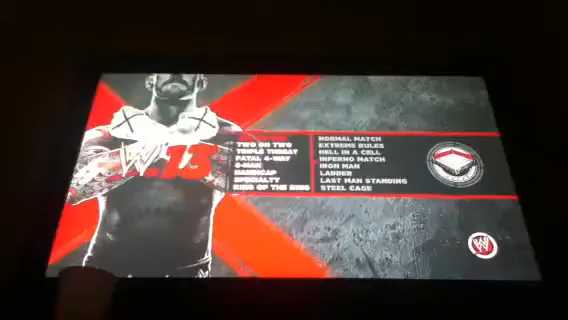 W'13
TWO ON TWO
TRIPLE THREAT
FATAL 4-WAY
6-MAN
HANDICAP
SPECIALTY
KING OF THE RING
NORMAL MATCH
EXTREME RULES
HELL IN A CELL
INFERNO MATCH
IRON MAN
LADDER
LAST MAN STANDING
STEEL CAGE
W